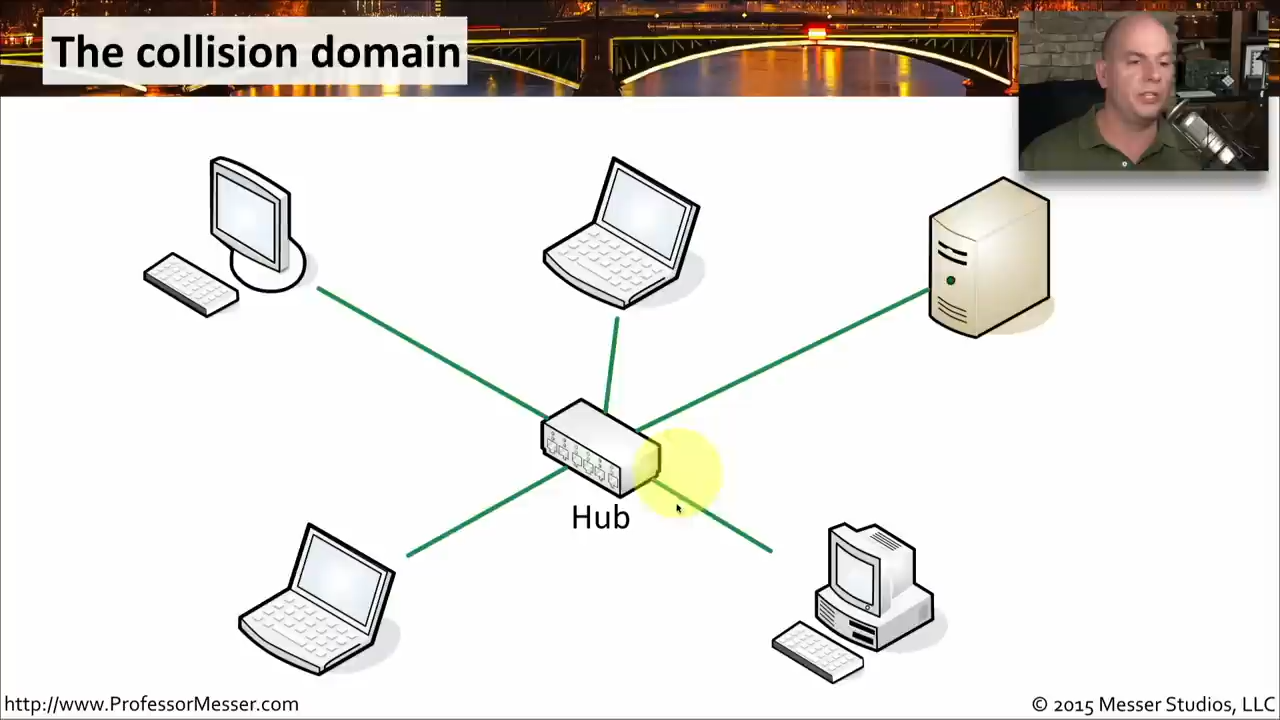 The collision domain
Hub
http://www.ProfessorMesser.com
© 2015 Messer Studios, LLC